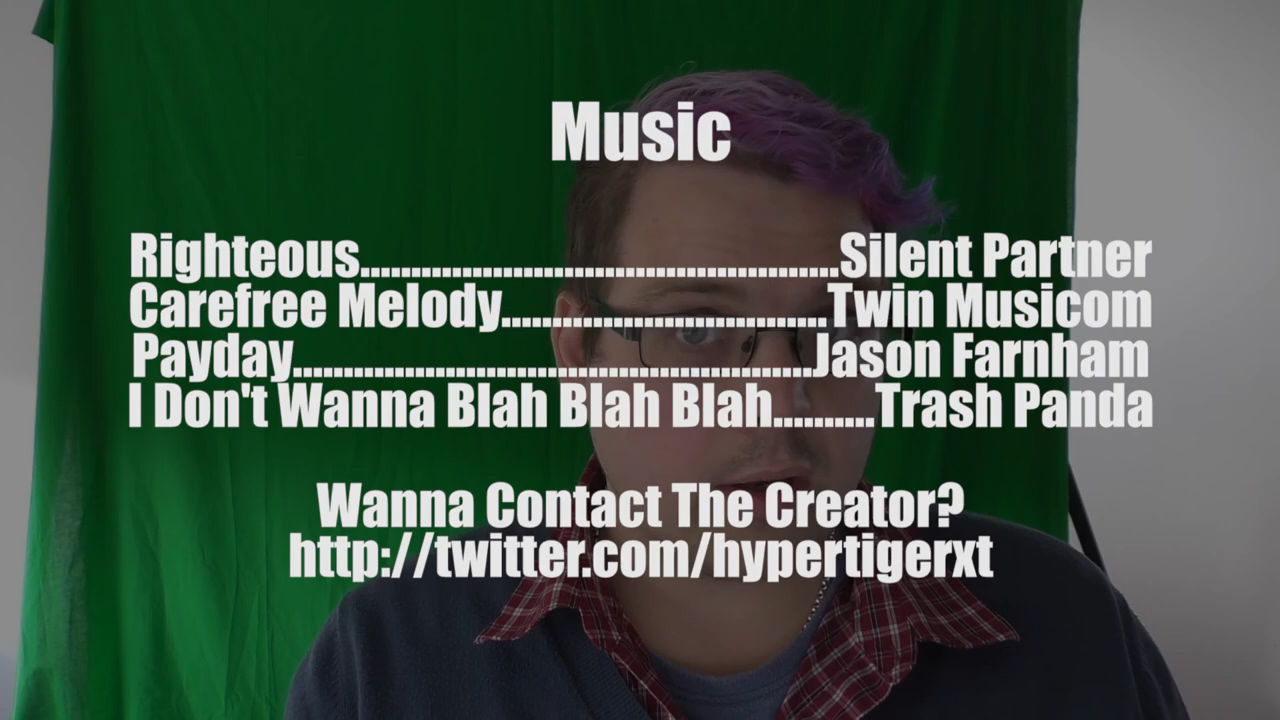 Music
Righteous...............................................Silent Partner
Carefree Melody................................Twin Musicom
Payday...................................................Jason Farnham
I Don't Wanna Blah Blah Blah..........Trash Panda
Wanna Contact The Creator?
http://twitter.com/hypertigerxt